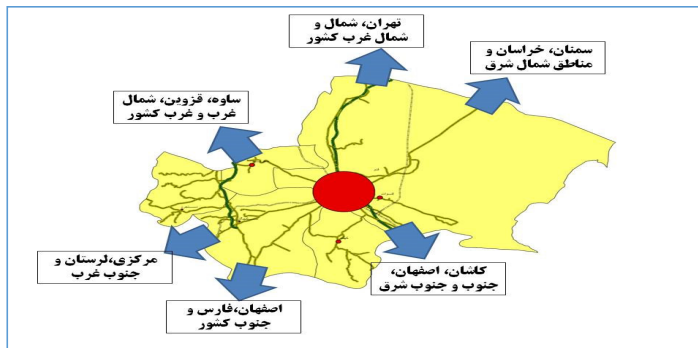 تهران، شمال و
شمال غرب کشور
سمنان، خراسان و
مناطق شمال شرق
ساوه، قزوین، شمال
غرب و غرب کشور
مرکزی،لرستان و
جنوب غرب
کاشان، اصفهان،
جنوب و جنوب شرق
اصفهان،فارس و
جنوب کشور